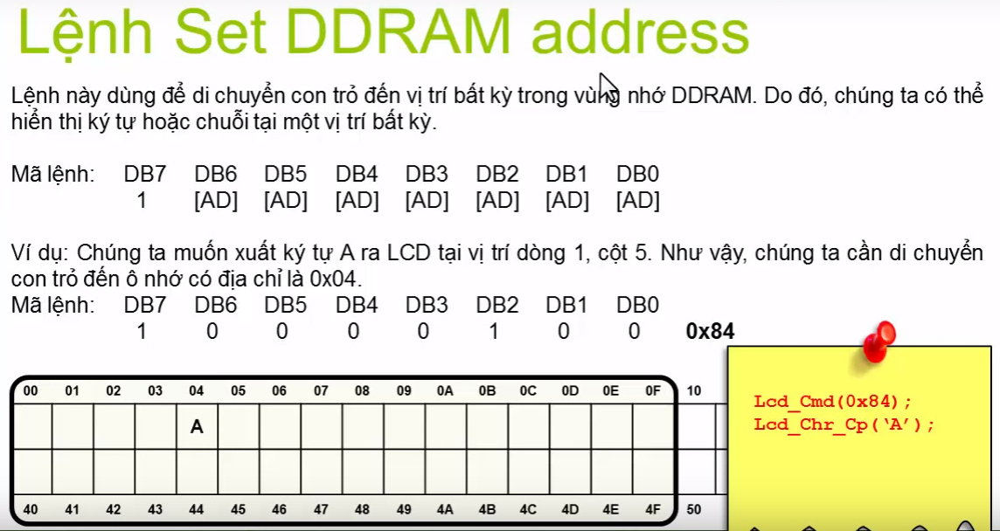 Lệnh Set DDRAM address
Lệnh này dùng để di chuyển con trỏ đến vị trí bất kỳ trong vùng nhớ DDRAM. Do đó, chúng ta có thể
hiển thị ký tự hoặc chuỗi tại một vị trí bất kỳ.
Mã lệnh: DB7 DB6 DB5 DB4 DB3 DB2 DB1 DB0
1 [AD] [AD] [AD] [AD] [AD] [AD] [AD]
Ví dụ: Chúng ta muốn xuất ký tự A ra LCD tại vị trí dòng 1, cột 5. Như vậy, chúng ta cần di chuyển
con trỏ đến ô nhớ có địa chỉ là 0x04.
Mã lệnh: DB7 DB6 DB5 DB4 DB3 DB2 DB1 DB0
1 0 0 0 0 1 0 0 0x84
00 01 02 03 04 05 06 07 08 09 0A 0B 0C 0D 0E 0F 10
A
40 41 42 43 44 45 46 47 48 49 4A 4B 4C 4D 4E 4F 50
Lcd_Cmd(0x84);
Lcd_Chr_Cp(‘A’);